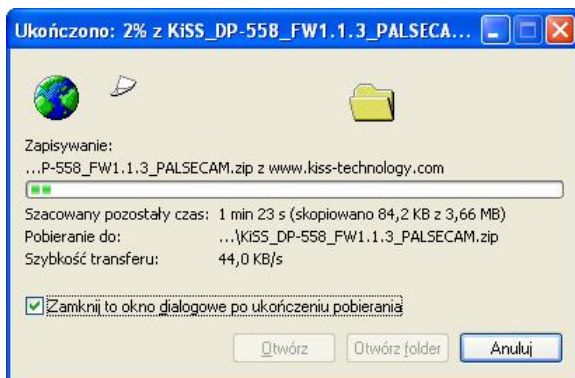 Ukończono: 2% z KiSS_DP-558_FW1.1.3_PALSECA...
Zapisywanie:
...P-558_FW1.1.3_PALSECAM.zip z www.kiss-technology.com
Szacowany pozostały czas: 1 min 23 s (skopiowano 84,2 KB z 3,66 MB)
Pobieranie do: ...\KiSS_DP-558_FW1.1.3_PALSECAM.zip
Szybkość transferu: 44,0 KB/s
Zamknij to okno dialogowe po ukończeniu pobierania
Otwórz Otwórz folder Anuluj